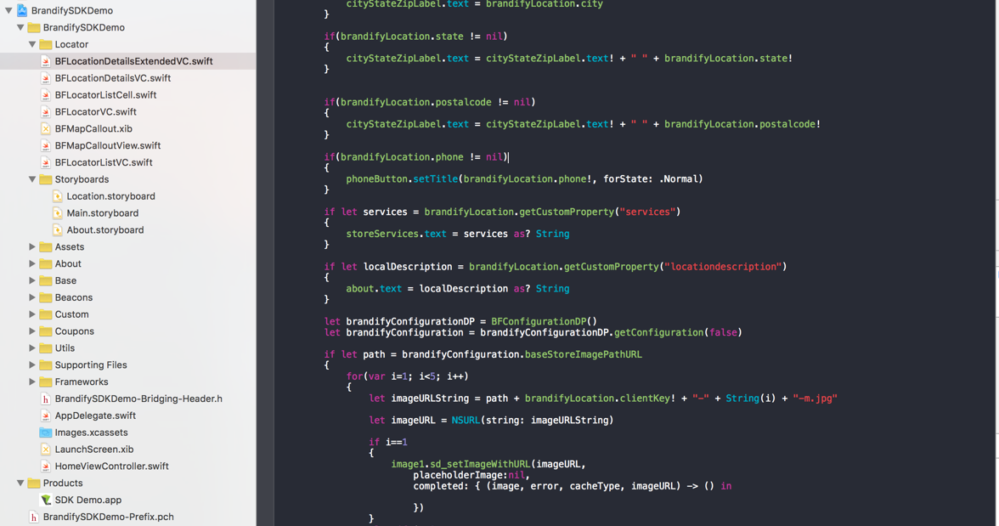 BrandifySDKDemo
BrandifySDKDemo
Locator
BFLocationDetailsExtendedVC.swift
BFLocationDetailsVC.swift
BFLocatorListCell.swift
BFLocatorVC.swift
BFMapCallout.xib
BFMapCalloutView.swift
BFLocatorListVC.swift
Storyboards
Location.storyboard
Main.storyboard
About.storyboard
Assets
About
Base
Beacons
Custom
Coupons
Utils
Supporting Files
Frameworks
h BrandifySDKDemo-Bridging-Header.h
AppDelegate.swift
Images.xcassets
LaunchScreen.xib
HomeViewController.swift
Products
SDK Demo.app
h BrandifySDKDemo-Prefix.pch
cityStateZipLabel.text = brandifyLocation.city
}
if(brandifyLocation.state != nil)
{
cityStateZipLabel.text = cityStateZipLabel.text! + " " + brandifyLocation.state!
}
if(brandifyLocation.postalcode != nil)
{
cityStateZipLabel.text = cityStateZipLabel.text! + " " + brandifyLocation.postalcode!
}
if(brandifyLocation.phone != nil)
{
phoneButton.setTitle(brandifyLocation.phone!, forState: .Normal)
}
if let services = brandifyLocation.getCustomProperty("services")
{
storeServices.text = services as? String
}
if let localDescription = brandifyLocation.getCustomProperty("locationdescription")
{
about.text = localDescription as? String
}
let brandifyConfigurationDP = BFConfigurationDP()
let brandifyConfiguration = brandifyConfigurationDP.getConfiguration(false)
if let path = brandifyConfiguration.baseStoreImagePathURL
{
for(var i=1; i<5; i++)
{
let imageURLString = path + brandifyLocation.clientKey! + "-" + String(i) + "-m.jpg"
let imageURL = NSURL(string: imageURLString)
if i==1
{
image1.sd_setImageWithURL(imageURL,
placeholderImage:nil,
completed: { (image, error, cacheType, imageURL) -> () in
})
}